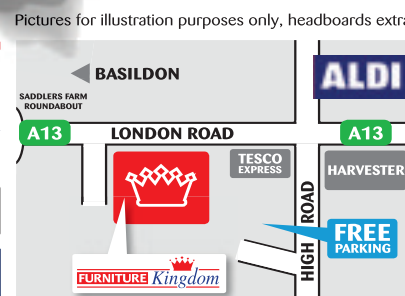 Pictures for illustration purposes only, headboards extra
BASILDON
SADDLERS FARM
ROUNDABOUT
ALDI
A13
LONDON ROAD
A13
TESCO
EXPRESS
HARVESTER
HIGH ROAD
FREE
PARKING
FURNITURE Kingdom